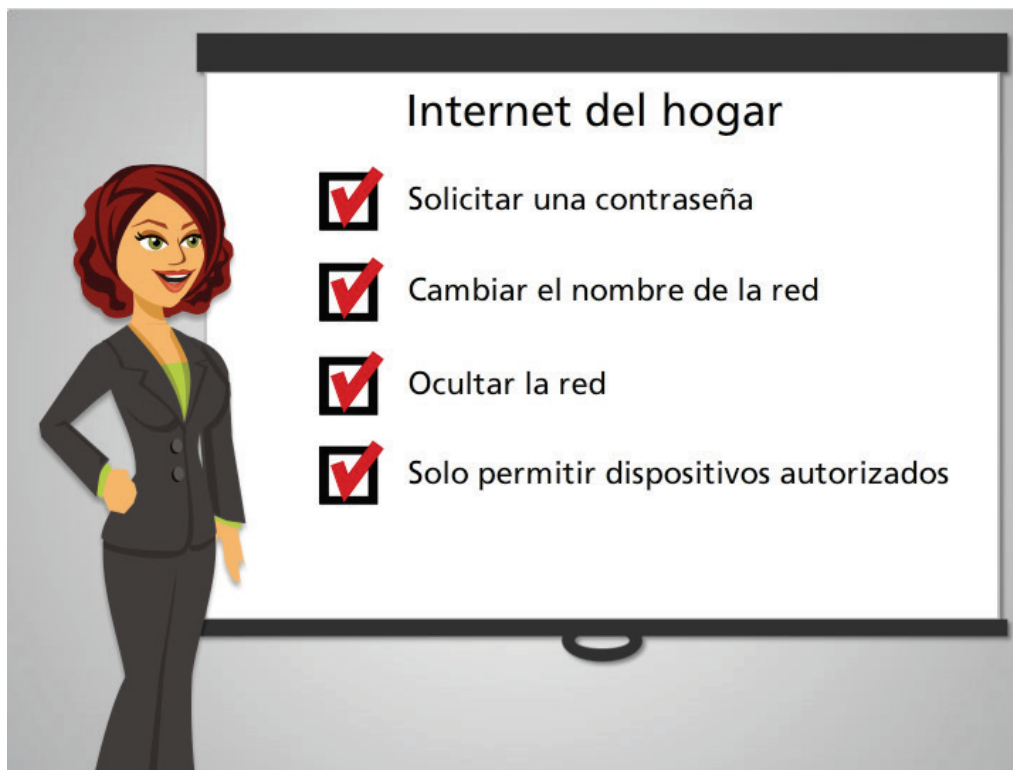 Internet del hogar
Solicitar una contraseña
Cambiar el nombre de la red
Ocultar la red
Solo permitir dispositivos autorizados